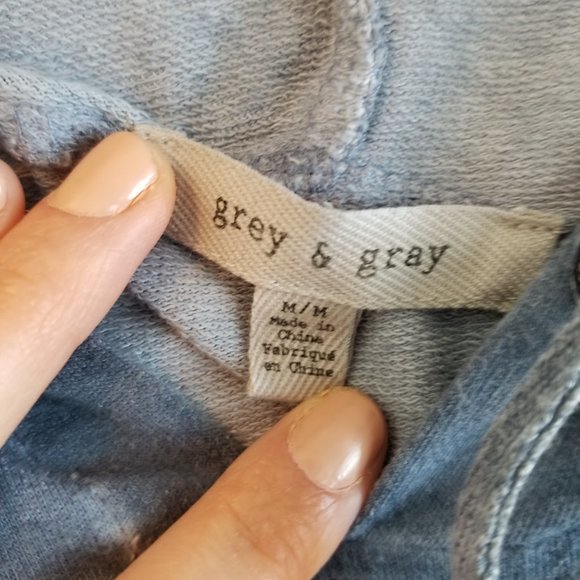 grey & gray
M/M
Made in
China
Fabriqué
en Chine